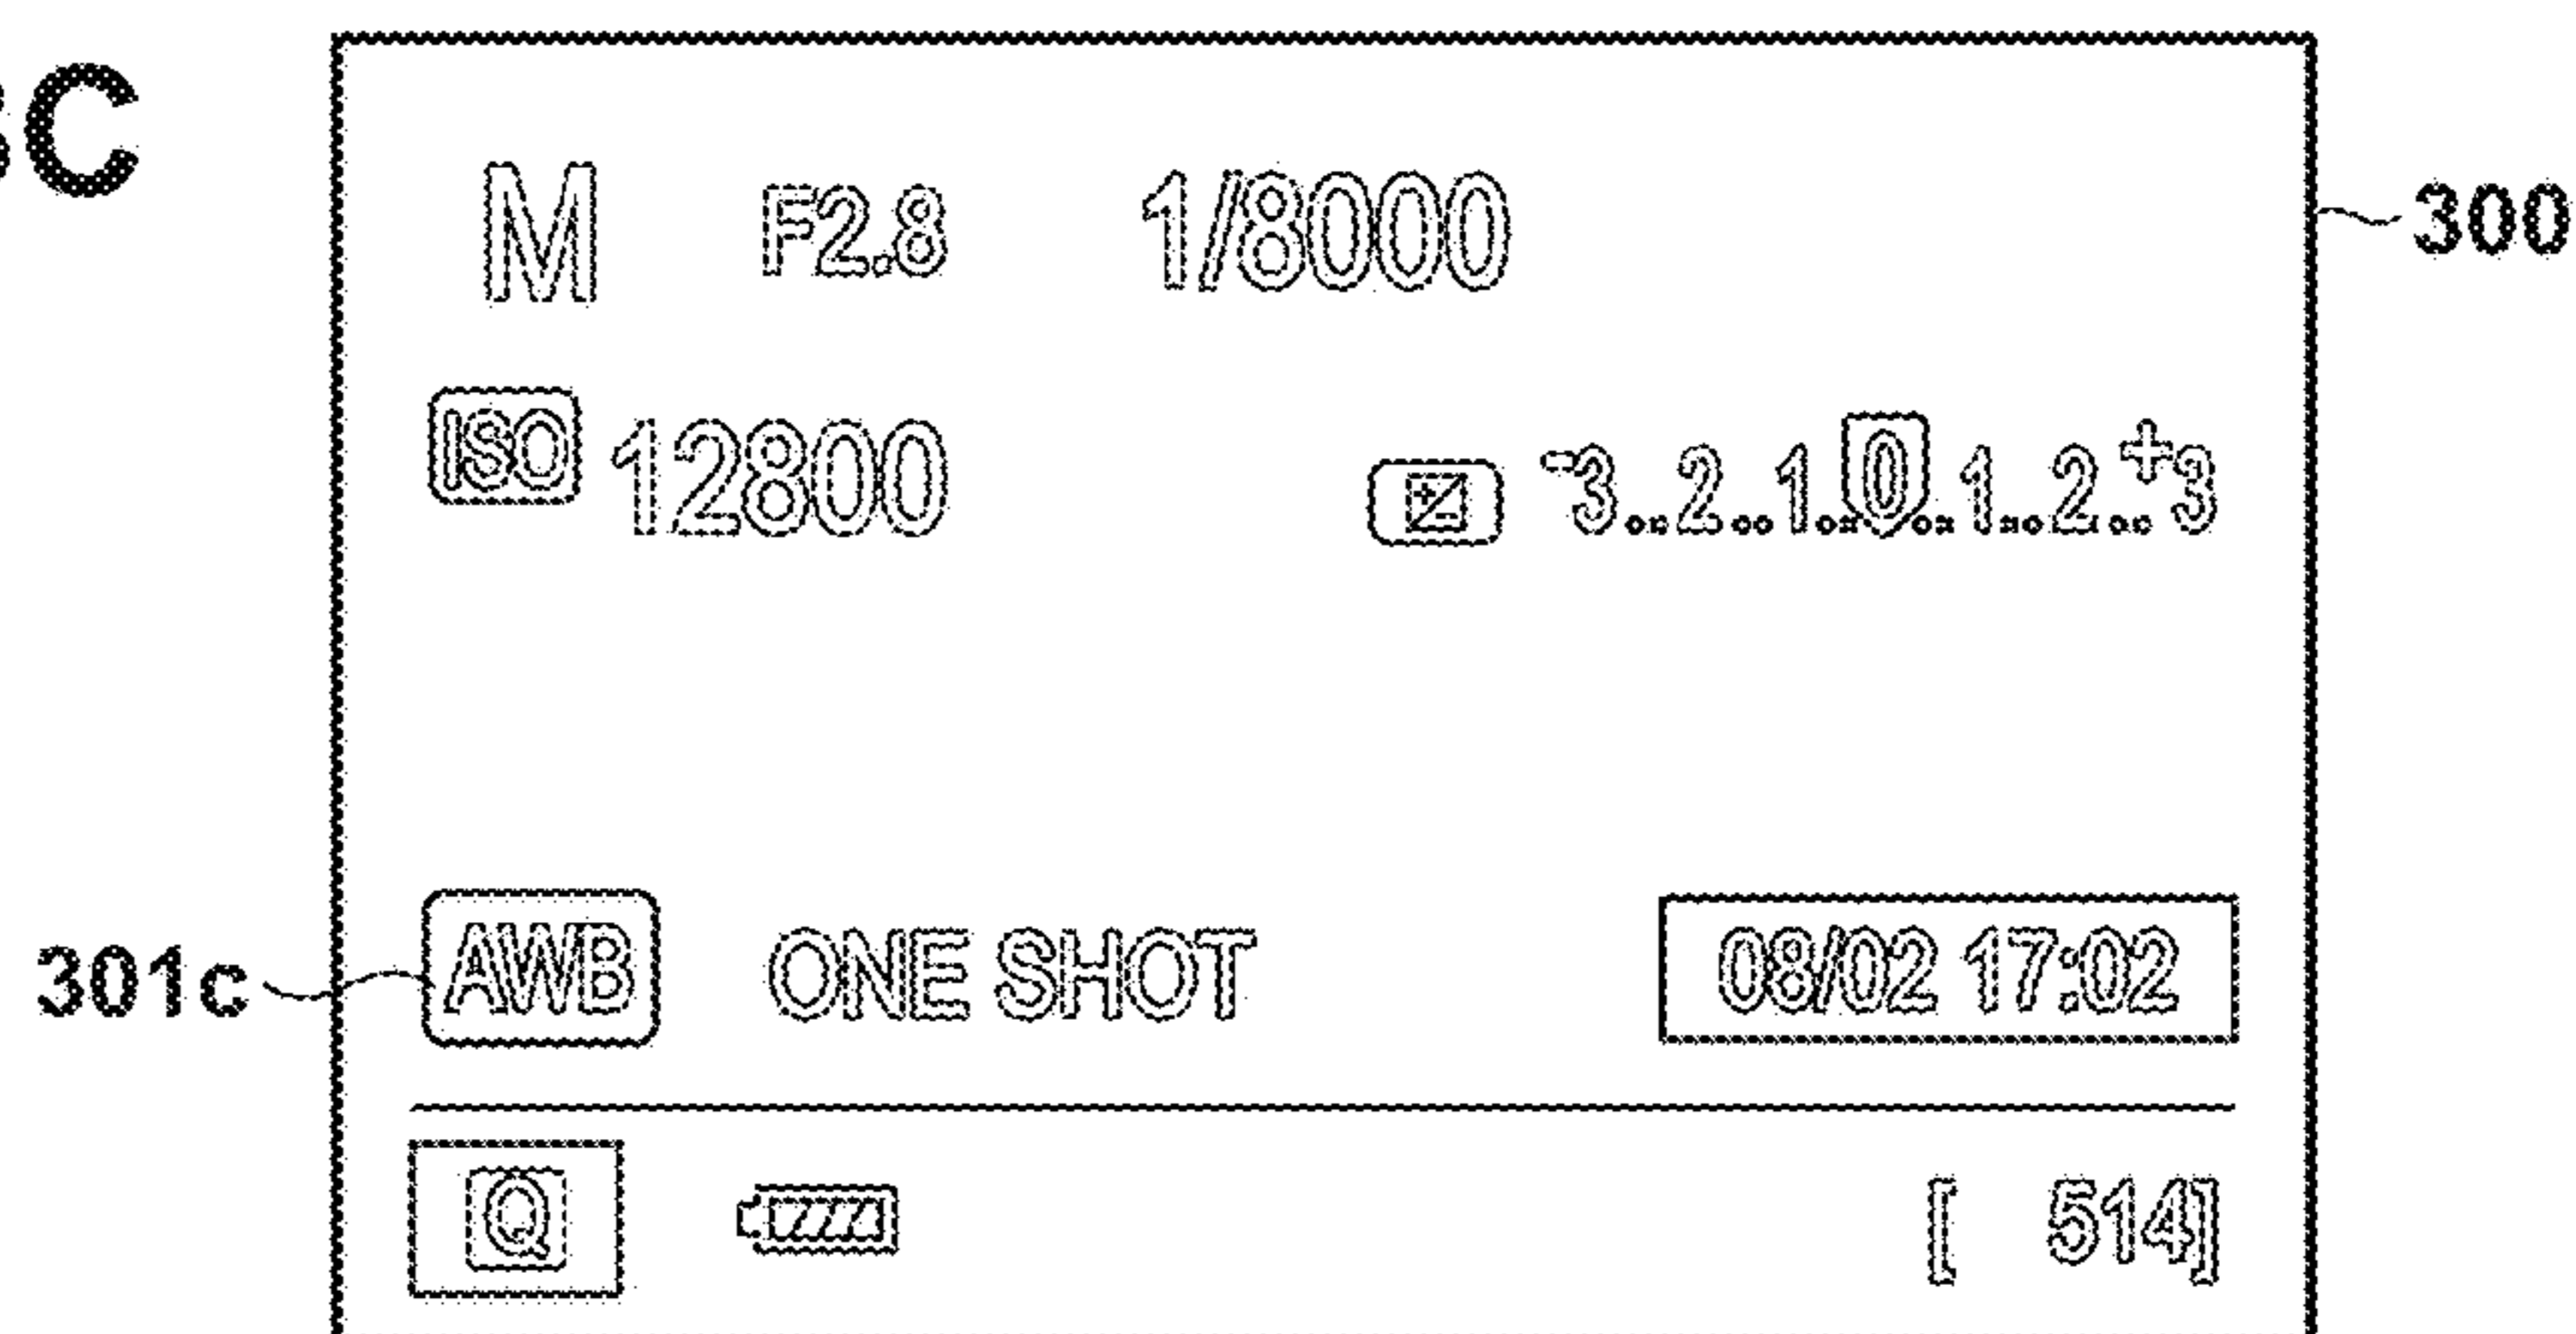 3C
M F2.8 1/8000
300
ISO 12800
-3..2..1..0..1..2..+3
301c
AWB ONE SHOT 08/02 17:02
Q [ 514]